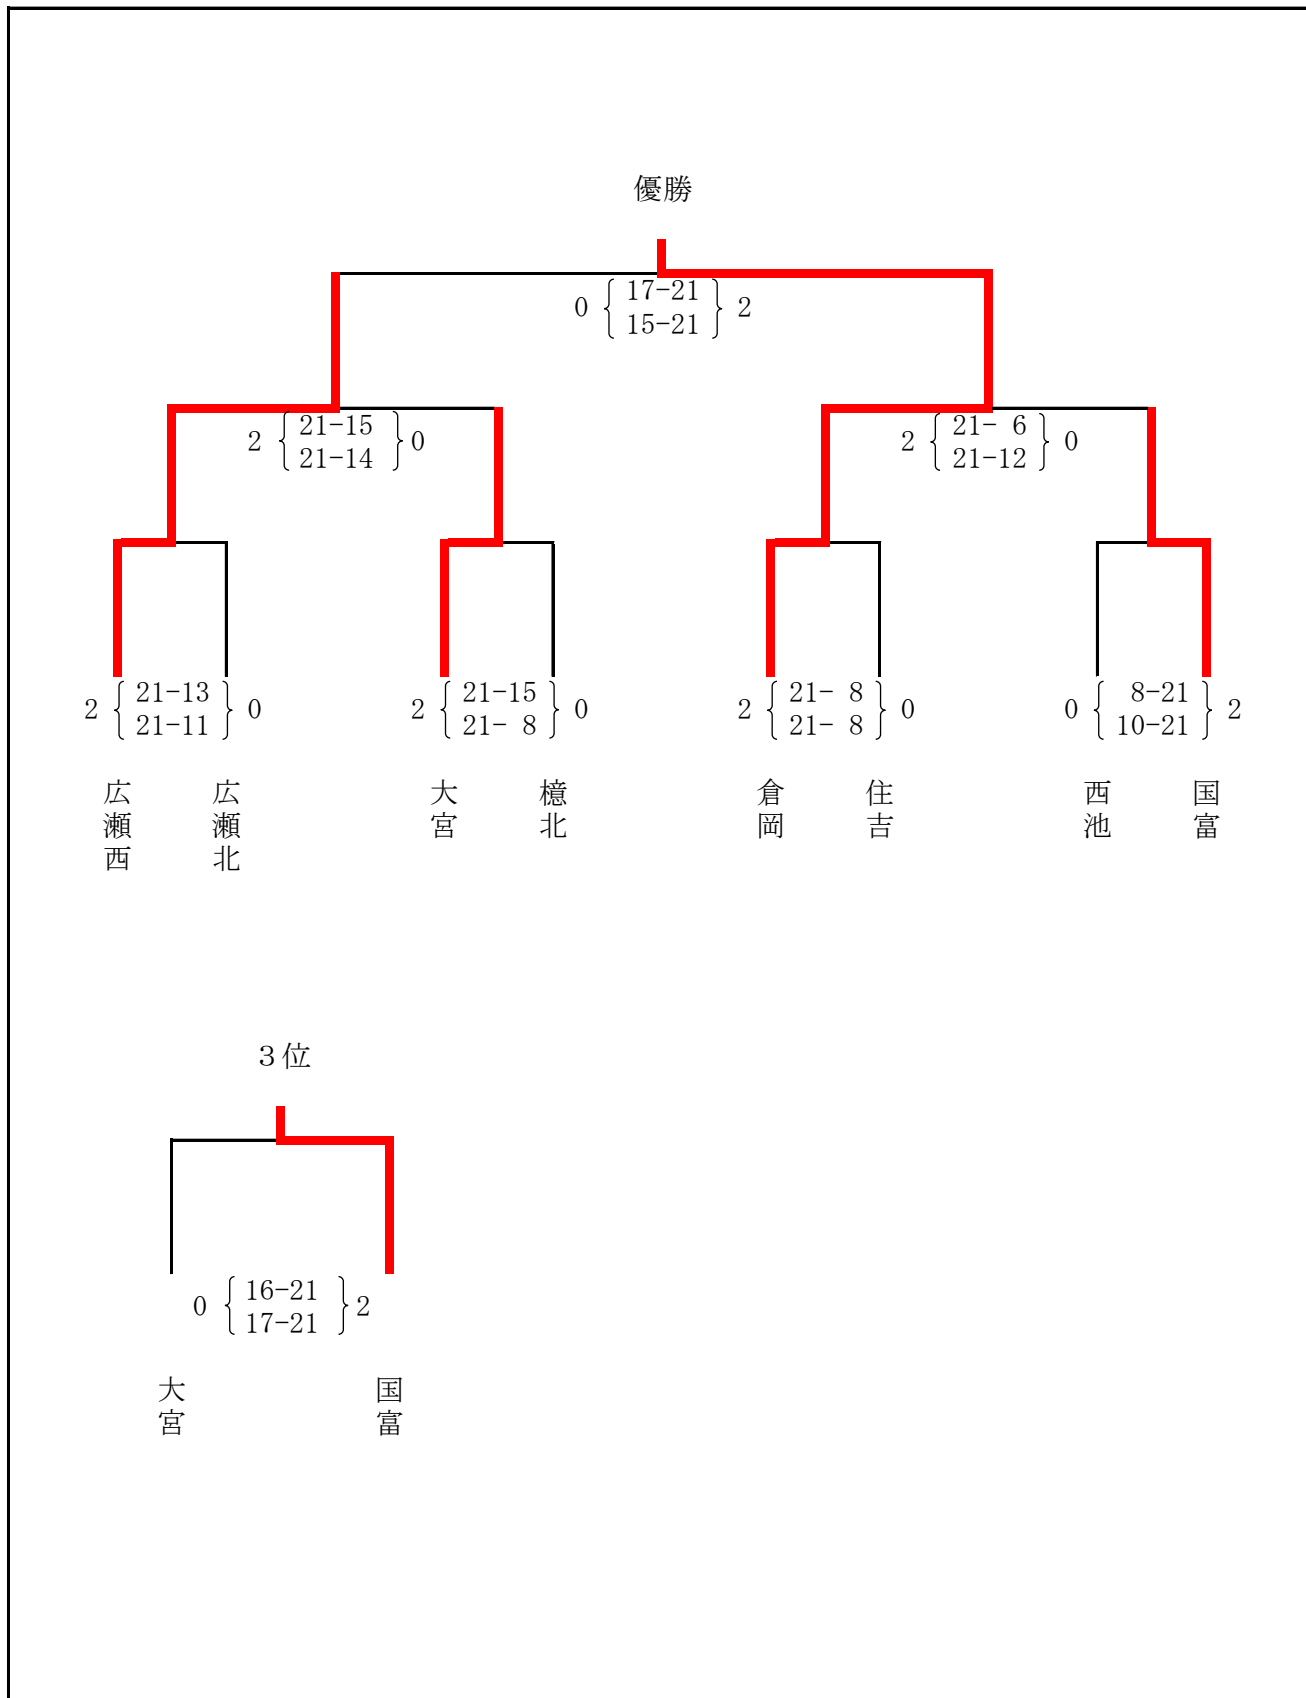 優勝
0 { 17-21 } 2
15-21
2 { 21-15 } 0
21-14
2 { 21- 6 } 0
21-12
2 { 21-13 } 0
21-11
2 { 21-15 } 0
21- 8
2 { 21- 8 } 0
21- 8
0 { 8-21 } 2
10-21
広瀬西
広瀬北
大宮
檍北
倉岡
住吉
西池
国富
３位
0 { 16-21 } 2
17-21
大宮
国富